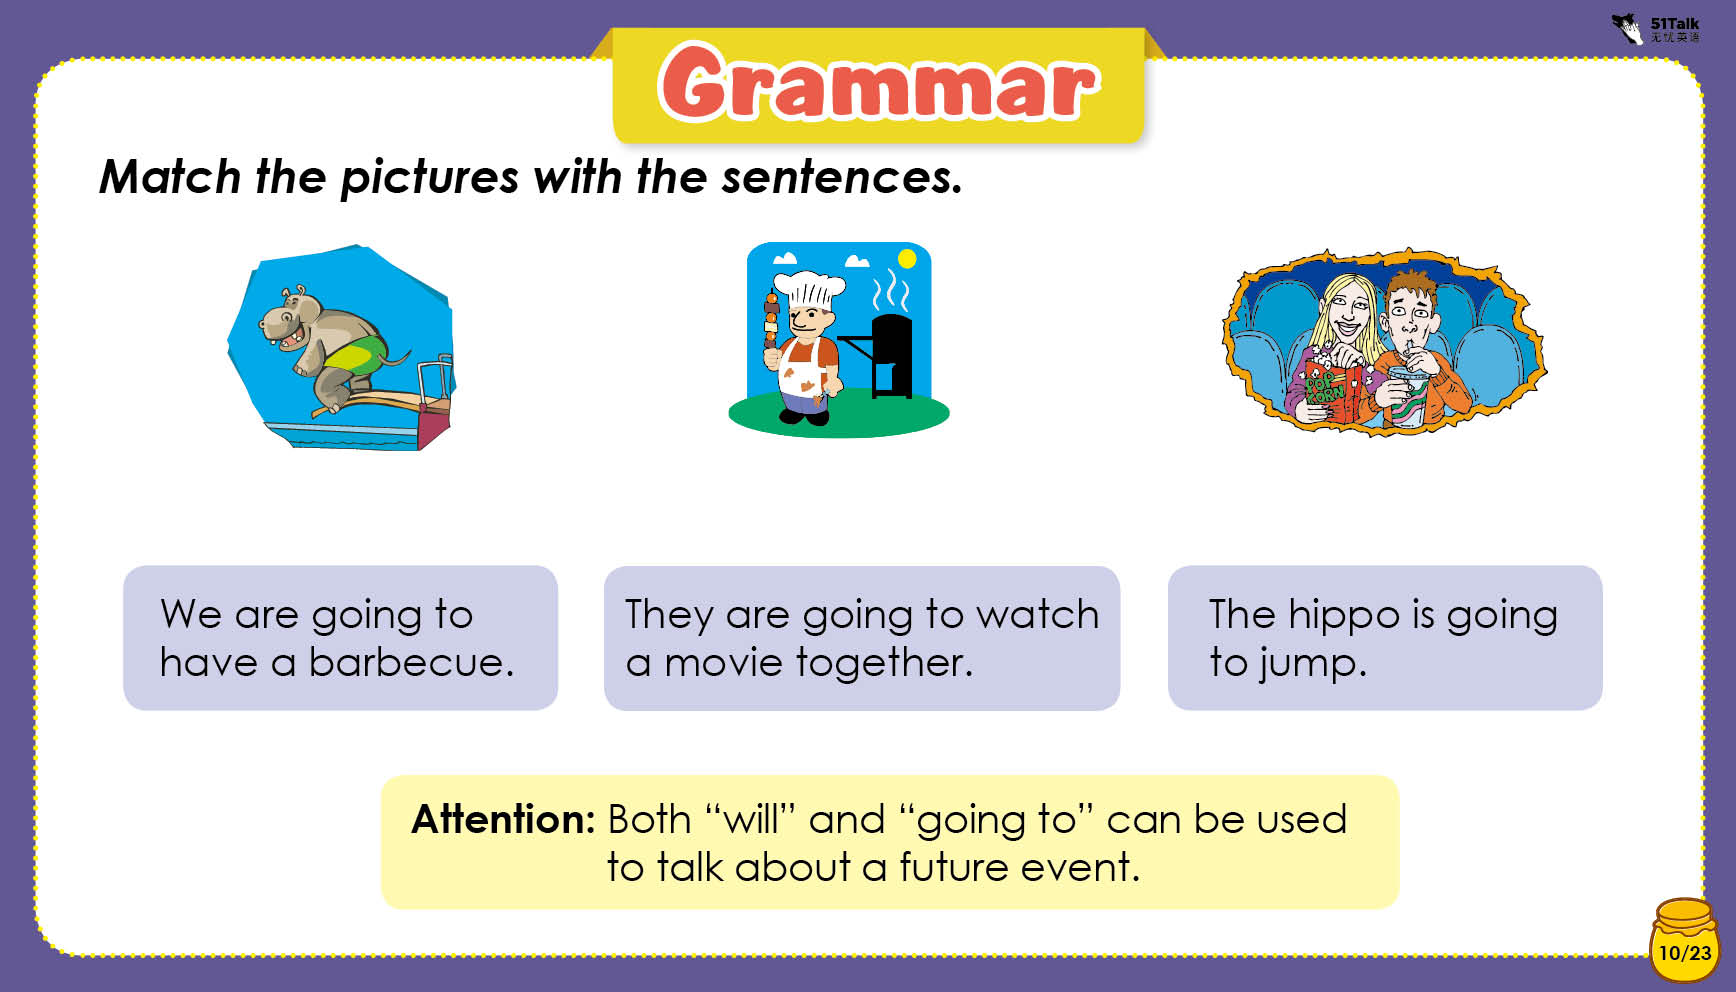 51Talk
无忧英语
Grammar
Match the pictures with the sentences.
POP
CORN
We are going to
have a barbecue.
They are going to watch
a movie together.
The hippo is going
to jump.
Attention: Both “will” and “going to” can be used
to talk about a future event.
10/23